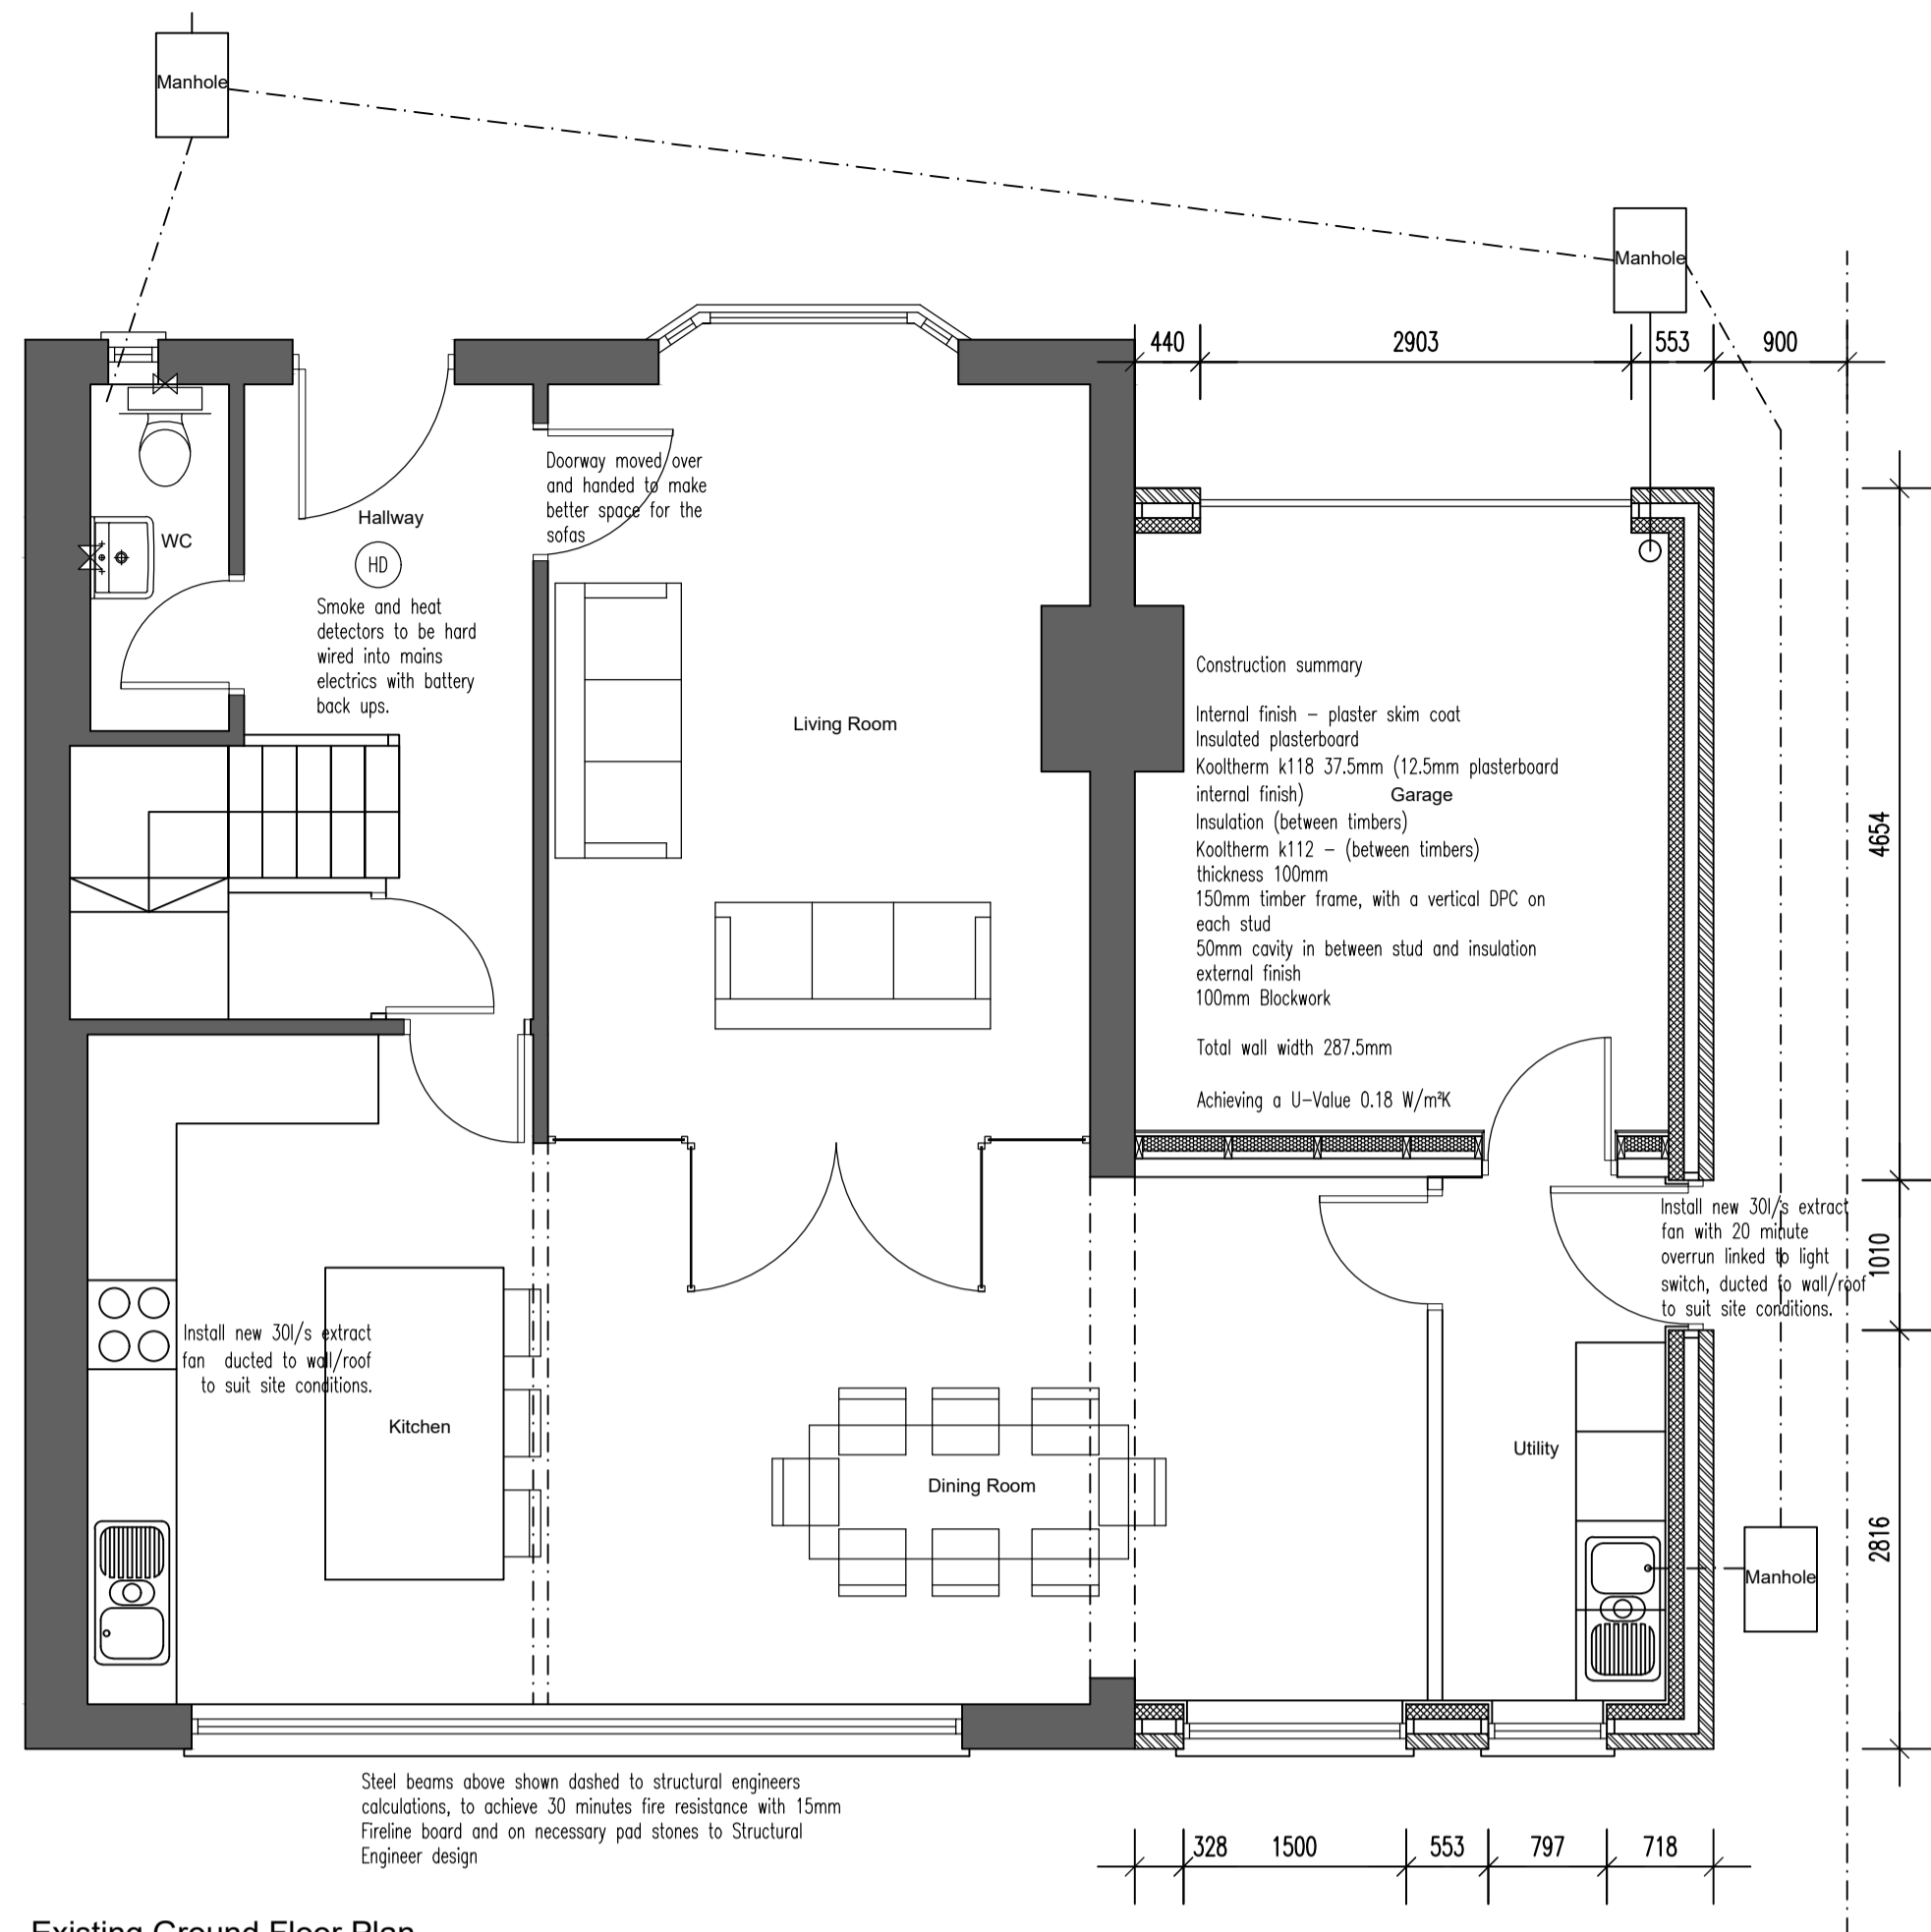 Manhole
Manhole
440
2903
553
900
Doorway moved over
and handed to make
better space for the
sofas
Hallway
WC
HD
Smoke and heat
detectors to be hard
wired into mains
electrics with battery
back ups.
Living Room
Construction summary
Internal finish – plaster skim coat
Insulated plasterboard
Kooltherm k118 37.5mm (12.5mm plasterboard
internal finish)
Garage
Insulation (between timbers)
Kooltherm k112 – (between timbers)
thickness 100mm
150mm timber frame, with a vertical DPC on
each stud
50mm cavity in between stud and insulation
external finish
100mm Blockwork
Total wall width 287.5mm
Achieving a U-Value 0.18 W/m²K
4654
Install new 30l/s extract
fan with 20 minute
overrun linked to light
switch, ducted to wall/roof
to suit site conditions.
1010
Install new 30l/s extract
fan ducted to wall/roof
to suit site conditions.
Kitchen
Dining Room
Utility
2816
Manhole
Steel beams above shown dashed to structural engineers
calculations, to achieve 30 minutes fire resistance with 15mm
Fireline board and on necessary pad stones to Structural
Engineer design
328
1500
553
797
718
Existing Ground Floor Plan